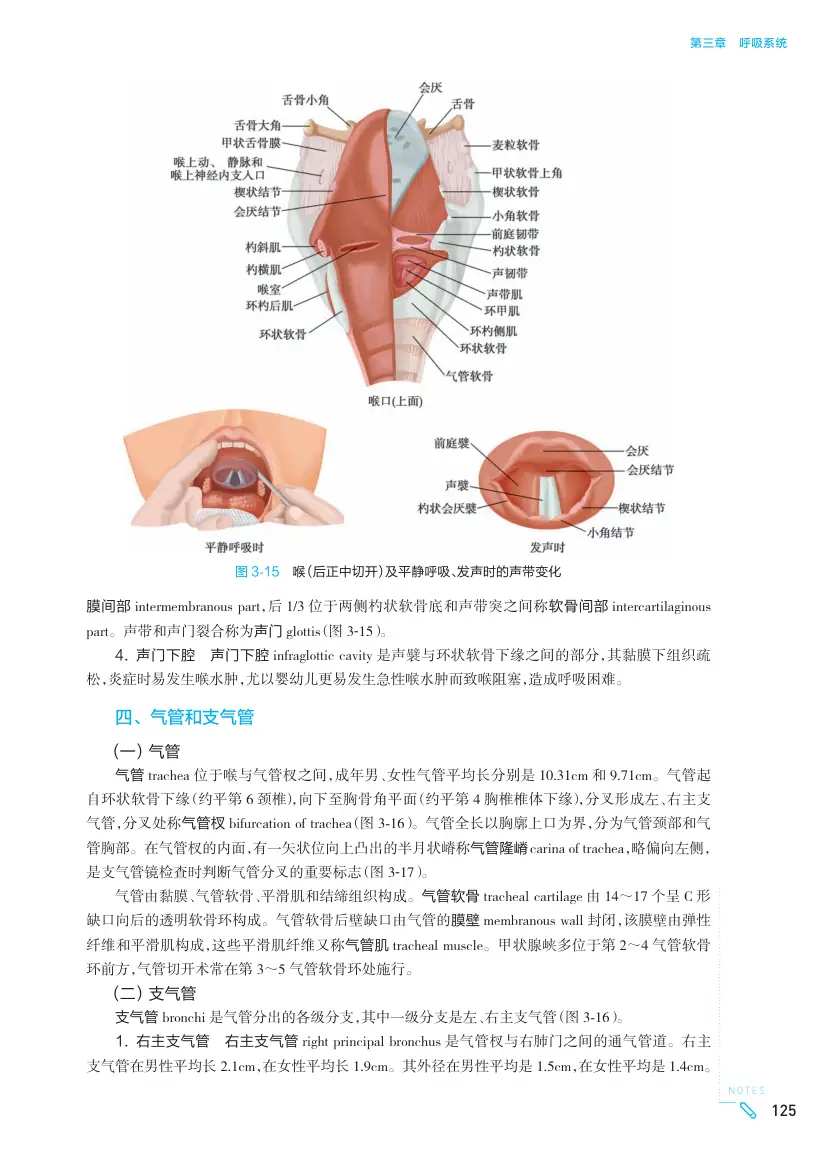 第三章 呼吸系统
会厌
舌骨小角
舌骨
舌骨大角
甲状舌骨膜
喉上动、静脉和
喉上神经内支入口
楔状结节
会厌结节
杓斜肌
杓横肌
喉室
环杓后肌
环状软骨
麦粒软骨
甲状软骨上角
楔状软骨
小角软骨
前庭韧带
杓状软骨
声韧带
声带肌
环甲肌
环杓侧肌
环状软骨
气管软骨
喉口(上面)
平静呼吸时
前庭襞
声襞
杓状会厌襞
会厌
会厌结节
楔状结节
小角结节
发声时
图 3-15 喉(后正中切开)及平静呼吸、发声时的声带变化
膜间部 intermembranous part,后 1/3 位于两侧杓状软骨底和声带突之间称软骨间部 intercartilaginous
part。声带和声门裂合称为声门 glottis(图 3-15)。
4. 声门下腔 声门下腔 infraglottic cavity 是声襞与环状软骨下缘之间的部分,其黏膜下组织疏
松,炎症时易发生喉水肿,尤以婴幼儿更易发生急性喉水肿而致喉阻塞,造成呼吸困难。
四、气管和支气管
(一) 气管
气管 trachea 位于喉与气管杈之间,成年男、女性气管平均长分别是 10.31cm 和 9.71cm。气管起
自环状软骨下缘(约平第 6 颈椎),向下至胸骨角平面(约平第 4 胸椎椎体下缘),分叉形成左、右主支
气管,分叉处称气管杈 bifurcation of trachea(图 3-16)。气管全长以胸廓上口为界,分为气管颈部和气
管胸部。在气管杈的内面,有一矢状位向上凸出的半月状嵴称气管隆嵴 carina of trachea,略偏向左侧,
是支气管镜检查时判断气管分叉的重要标志(图 3-17)。
气管由黏膜、气管软骨、平滑肌和结缔组织构成。气管软骨 tracheal cartilage 由 14~17 个呈 C 形
缺口向后的透明软骨环构成。气管软骨后壁缺口由气管的膜壁 membranous wall 封闭,该膜壁由弹性
纤维和平滑肌构成,这些平滑肌纤维又称气管肌 tracheal muscle。甲状腺峡多位于第 2~4 气管软骨
环前方,气管切开术常在第 3~5 气管软骨环处施行。
(二) 支气管
支气管 bronchi 是气管分出的各级分支,其中一级分支是左、右主支气管(图 3-16)。
1. 右主支气管 右主支气管 right principal bronchus 是气管杈与右肺门之间的通气管道。右主
支气管在男性平均长 2.1cm,在女性平均长 1.9cm。其外径在男性平均是 1.5cm,在女性平均是 1.4cm。
NOTES
125